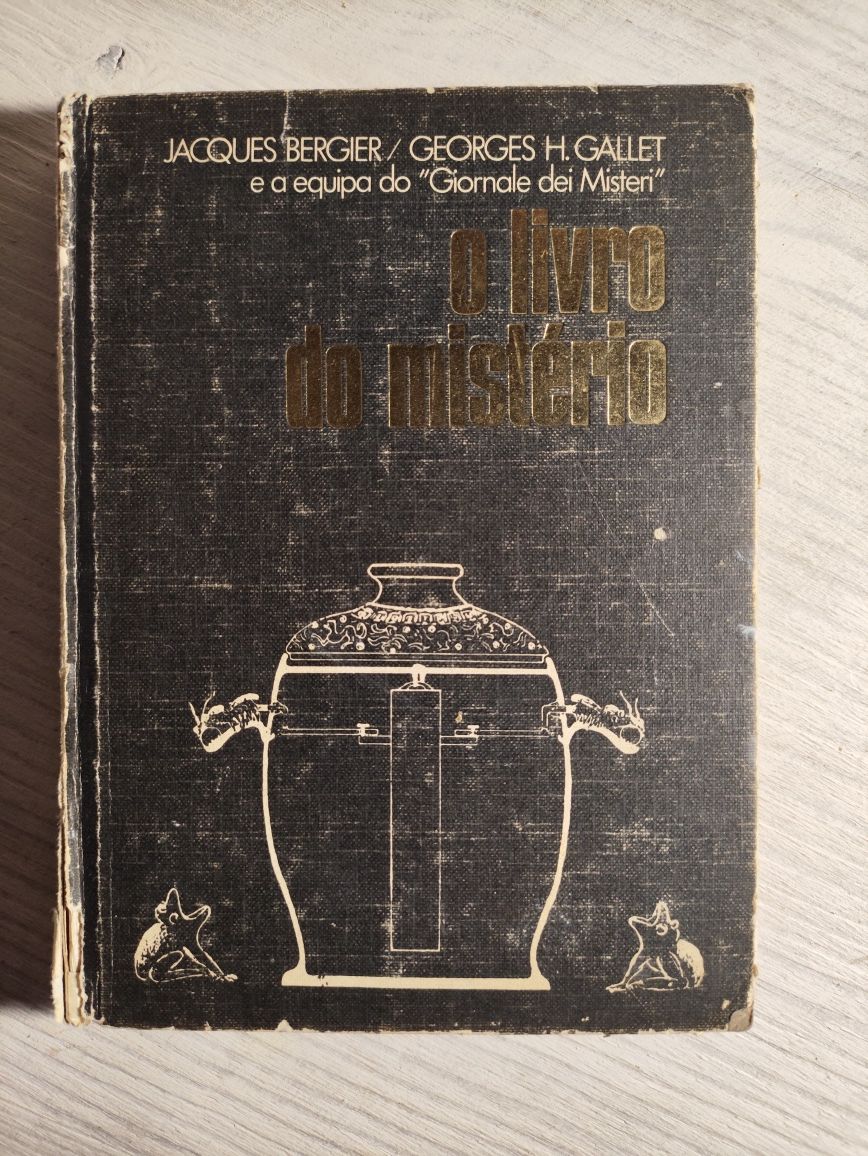 JACQUES BERGIER / GEORGES H. GALLET
e a equipa do "Giornale dei Misteri"
o livro
do mistério